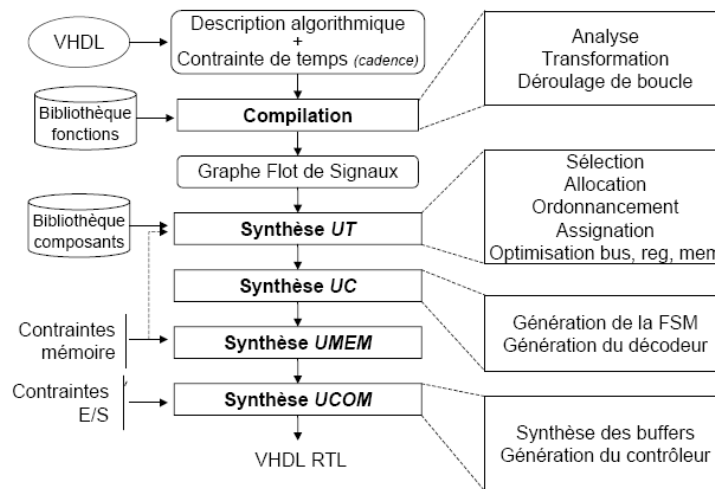 VHDL
Description algorithmique
+
Contrainte de temps (cadence)
Analyse
Transformation
Déroulage de boucle
Bibliothèque
fonctions
Compilation
Graphe Flot de Signaux
Bibliothèque
composants
Synthèse UT
Sélection
Allocation
Ordonnancement
Assignation
Optimisation bus, reg, mem
Synthèse UC
Génération de la FSM
Génération du décodeur
Contraintes
mémoire
Synthèse UMEM
Contraintes
E/S
Synthèse UCOM
Synthèse des buffers
Génération du contrôleur
VHDL RTL